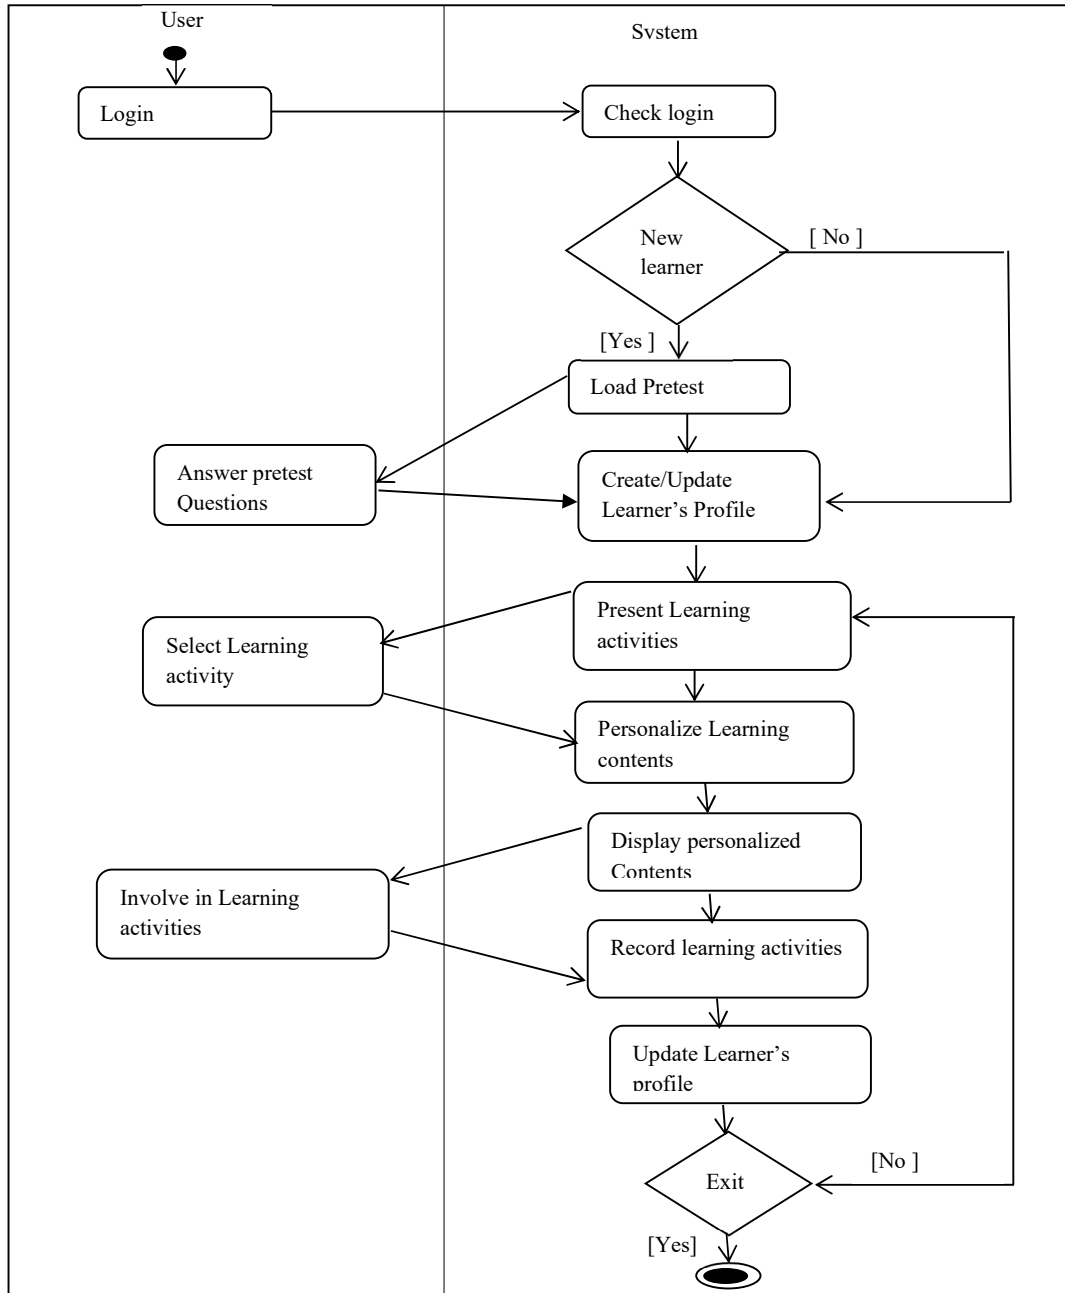 User
System
Login
Check login
New
learner
[ No ]
[Yes ]
Load Pretest
Answer pretest
Questions
Create/Update
Learner’s Profile
Present Learning
activities
Select Learning
activity
Personalize Learning
contents
Display personalized
Contents
Involve in Learning
activities
Record learning activities
Update Learner’s
profile
Exit
[No ]
[Yes]